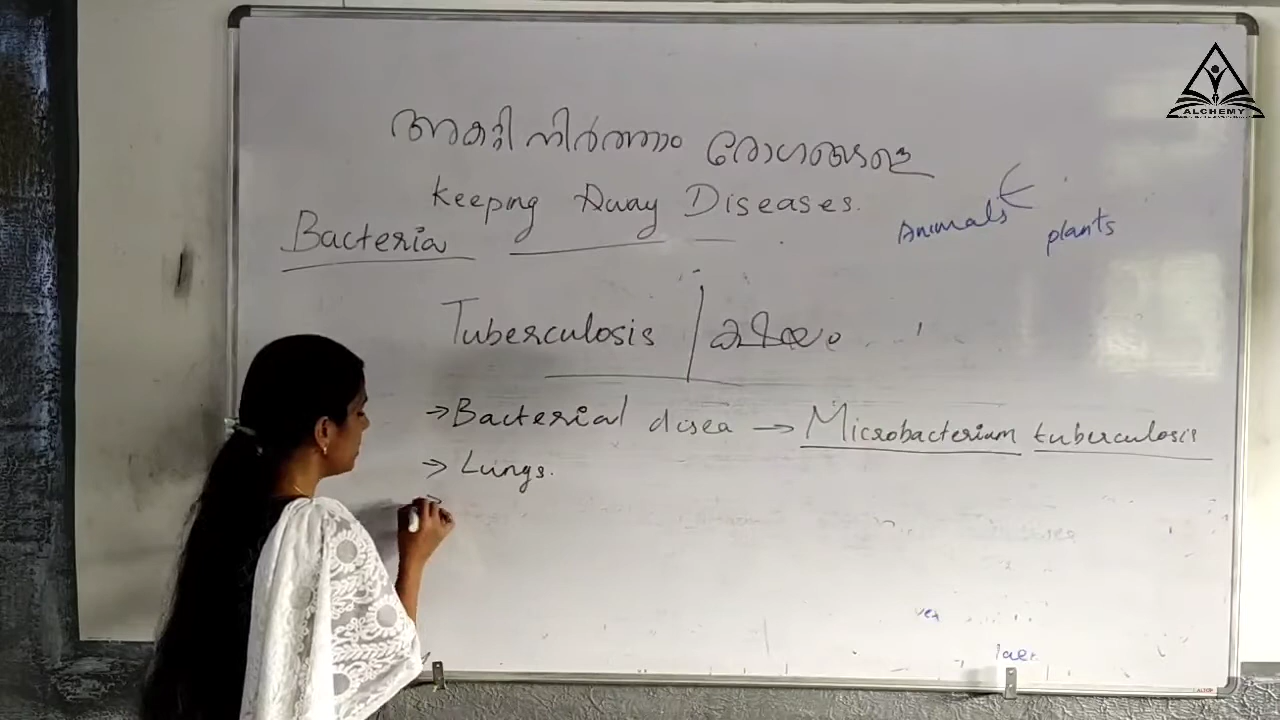 ALCHEMY
അകറ്റി നിർത്താം രോഗങ്ങളെ
Keeping Away Diseases.
Bacteria
Animals
plants
Tuberculosis | ക്ഷയം
→ Bacterial disea → Microbacterium tuberculosis
→ Lungs.